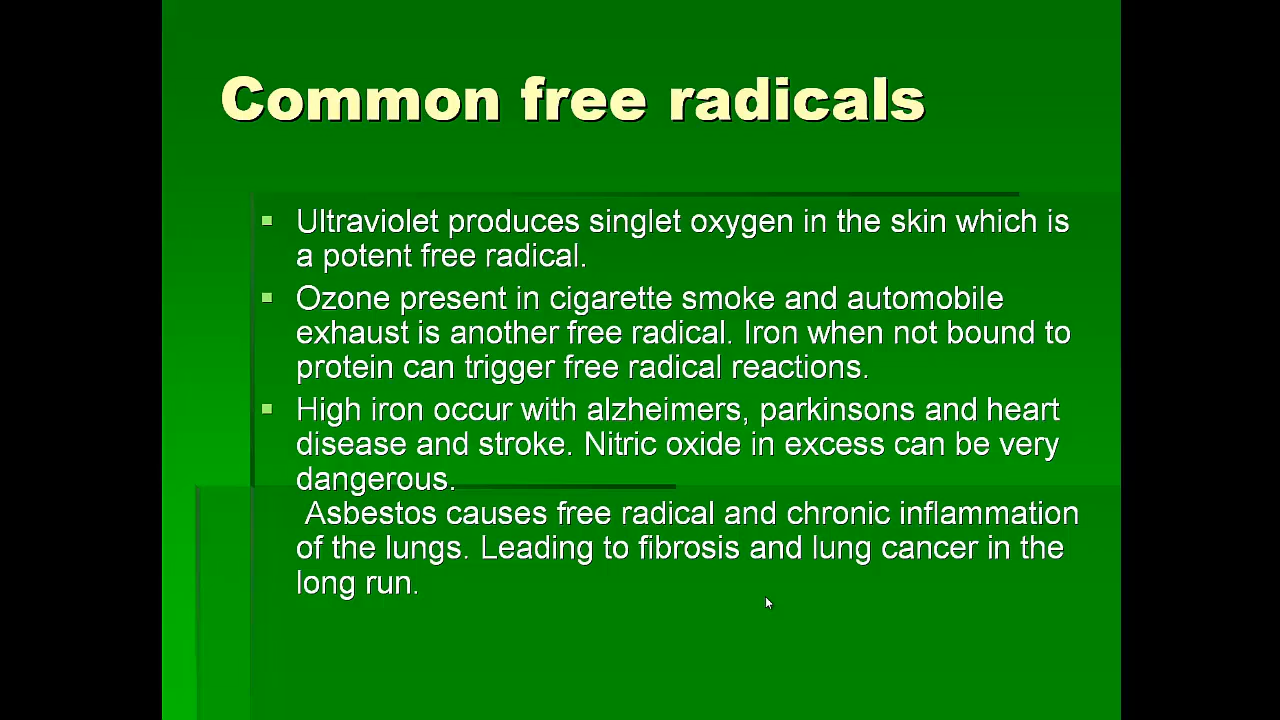 Common free radicals
Ultraviolet produces singlet oxygen in the skin which is
a potent free radical.
Ozone present in cigarette smoke and automobile
exhaust is another free radical. Iron when not bound to
protein can trigger free radical reactions.
High iron occur with alzheimers, parkinsons and heart
disease and stroke. Nitric oxide in excess can be very
dangerous.
Asbestos causes free radical and chronic inflammation
of the lungs. Leading to fibrosis and lung cancer in the
long run.